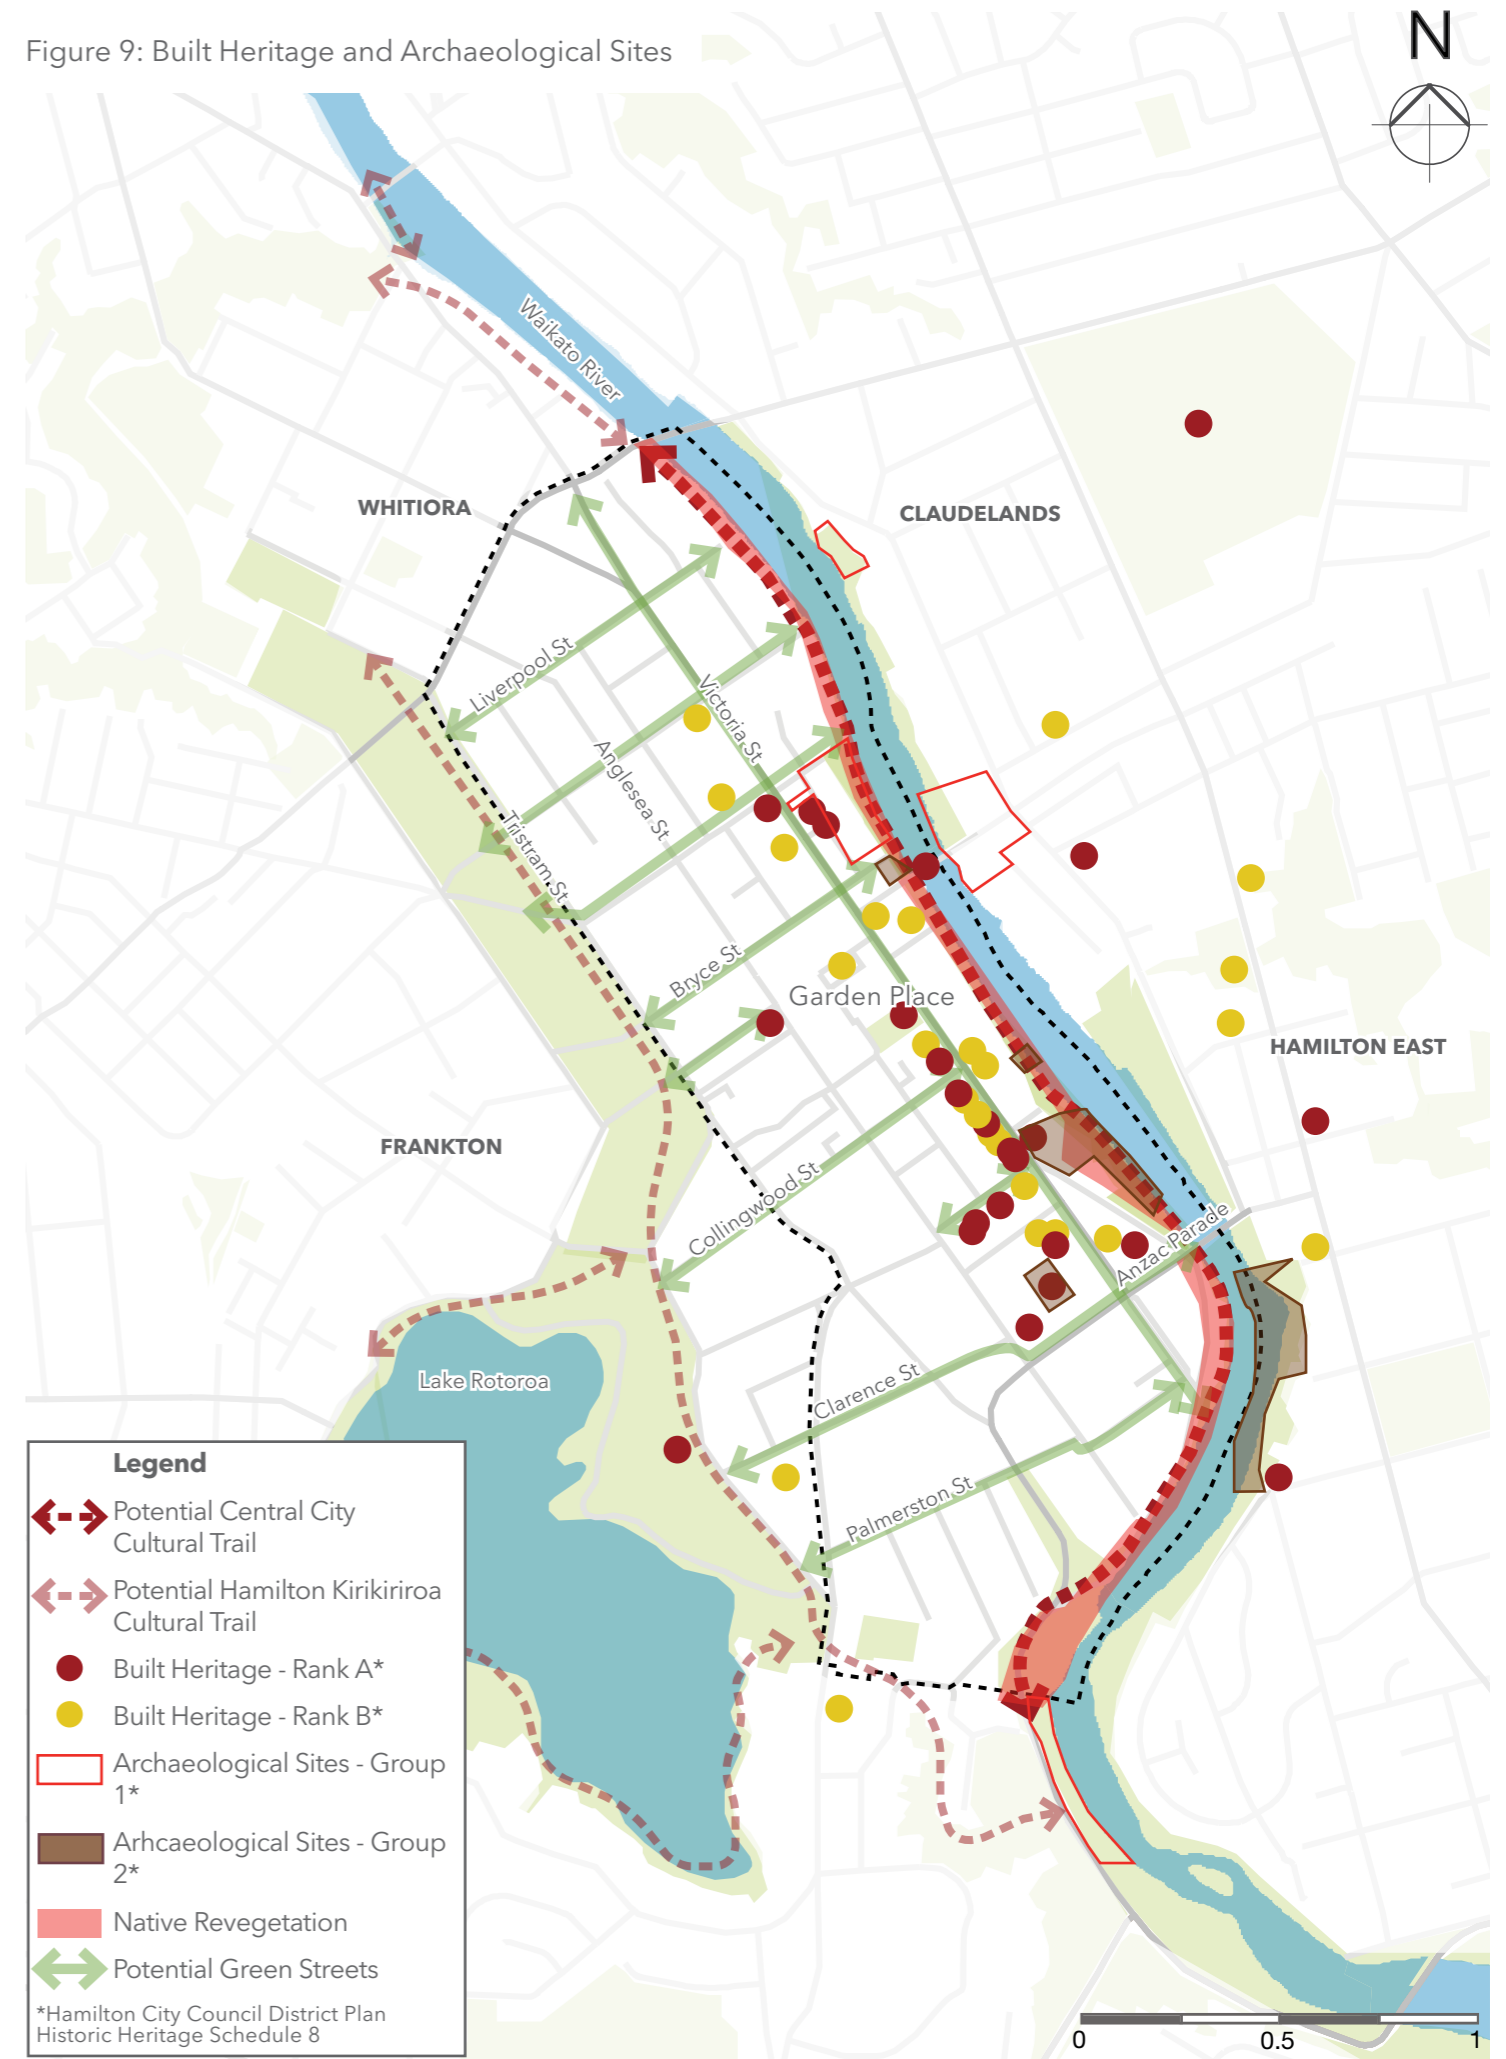 Figure 9: Built Heritage and Archaeological Sites
N
Waikato River
WHITIORA
CLAUDELANDS
Liverpool St
Victoria St
Anglesea St
Tristram St
Bryce St
Garden Place
HAMILTON EAST
FRANKTON
Collingwood St
Anzac Parade
Lake Rotoroa
Clarence St
Palmerston St
Legend
Potential Central City
Cultural Trail
Potential Hamilton Kirikiriroa
Cultural Trail
Built Heritage - Rank A*
Built Heritage - Rank B*
Archaeological Sites - Group
1*
Arhcaeological Sites - Group
2*
Native Revegetation
Potential Green Streets
*Hamilton City Council District Plan
Historic Heritage Schedule 8
0 0.5 1